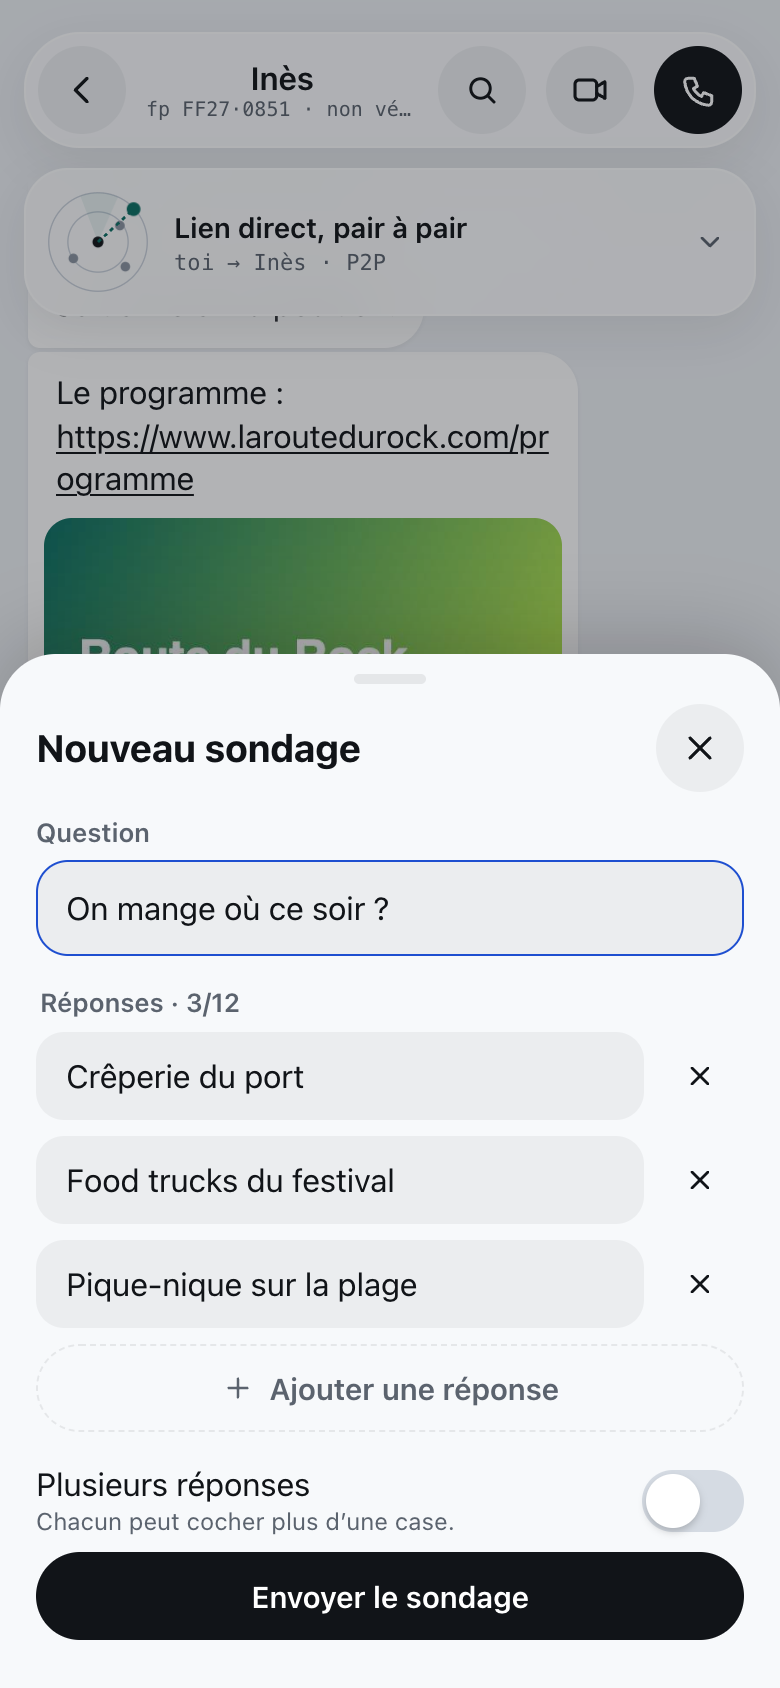 Inès
fp FF27·0851 · non vé…
Lien direct, pair à pair
toi → Inès · P2P
Le programme :
https://www.laroutedurock.com/pr
ogramme
Route du Rock
Nouveau sondage
Question
On mange où ce soir ?
Réponses · 3/12
Crêperie du port
Food trucks du festival
Pique-nique sur la plage
+ Ajouter une réponse
Plusieurs réponses
Chacun peut cocher plus d’une case.
Envoyer le sondage